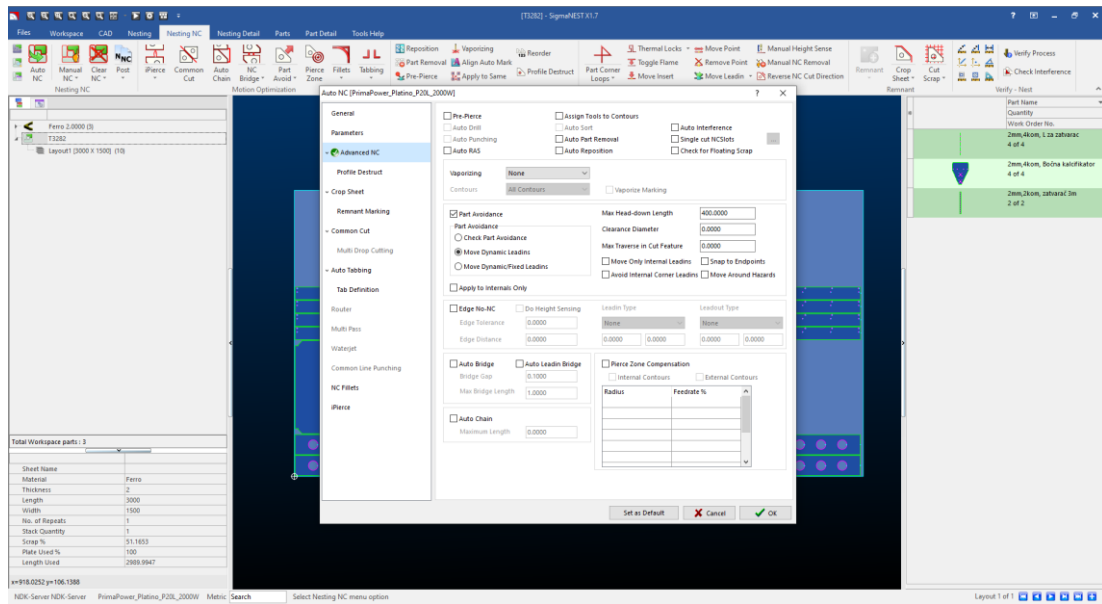 [T3282] - SigmaNEST X1.7
Files Workspace CAD Nesting Nesting NC Nesting Detail Parts Part Detail Tools Help
Auto NC
Manual NC
Clear NC
Post
iPierce
Common Cut
Auto Chain
NC Bridge
Part Avoid
Pierce Zone
Fillets
Tabbing
Reposition
Part Removal
Pre-Pierce
Vaporizing
Align Auto Mark
Apply to Same
Reorder
Profile Destruct
Part Corner Loops
Thermal Locks
Toggle Flame
Move Insert
Move Point
Remove Point
Move Leadin
Manual Height Sense
Manual NC Removal
Reverse NC Cut Direction
Remnant
Crop Sheet
Cut Scrap
Verify Process
Check Interference
Nesting NC
Motion Optimization
Remnant
Verify - Nest
Ferro 2.0000 (3)
T3282
Layout1 [3000 X 1500] (10)
Total Workspace parts : 3
Sheet Name
Material Ferro
Thickness 2
Length 3000
Width 1500
No. of Repeats 1
Stack Quantity 1
Scrap % 51.1653
Plate Used % 100
Length Used 2989.9947
x=918.0252 y=106.1388
Auto NC [PrimaPower_Platino_P20L_2000W]
General
Parameters
Advanced NC
Profile Destruct
Crop Sheet
Remnant Marking
Common Cut
Multi Drop Cutting
Auto Tabbing
Tab Definition
Router
Multi Pass
Waterjet
Common Line Punching
NC Fillets
iPierce
Pre-Pierce
Assign Tools to Contours
Auto Drill
Auto Sort
Auto Interference
Auto Punching
Auto Part Removal
Single cut NCSlots
...
Auto RAS
Auto Reposition
Check for Floating Scrap
Vaporizing None
Contours All Contours
Vaporize Marking
Part Avoidance
Part Avoidance
Check Part Avoidance
Move Dynamic Leadins
Move Dynamic/Fixed Leadins
Apply to Internals Only
Max Head-down Length 400.0000
Clearance Diameter 0.0000
Max Traverse in Cut Feature 0.0000
Move Only Internal Leadins Snap to Endpoints
Avoid Internal Corner Leadins Move Around Hazards
Edge No-NC Do Height Sensing
Edge Tolerance 0.0000
Edge Distance 0.0000
Leadin Type Leadout Type
None None
0.0000 0.0000 0.0000 0.0000
Auto Bridge Auto Leadin Bridge
Bridge Gap 0.1000
Max Bridge Length 1.0000
Pierce Zone Compensation
Internal Contours External Contours
Radius Feedrate %
Auto Chain
Maximum Length 0.0000
Set as Default Cancel OK
Part Name
Quantity
Work Order No.
2mm,4kom, L za zatvarac
4 of 4
2mm,4kom, Bočna kalcifikator
4 of 4
2mm,2kom, zatvarač 3m
2 of 2
NDK-Server NDK-Server PrimaPower_Platino_P20L_2000W Metric Search Select Nesting NC menu option Layout 1 of 1